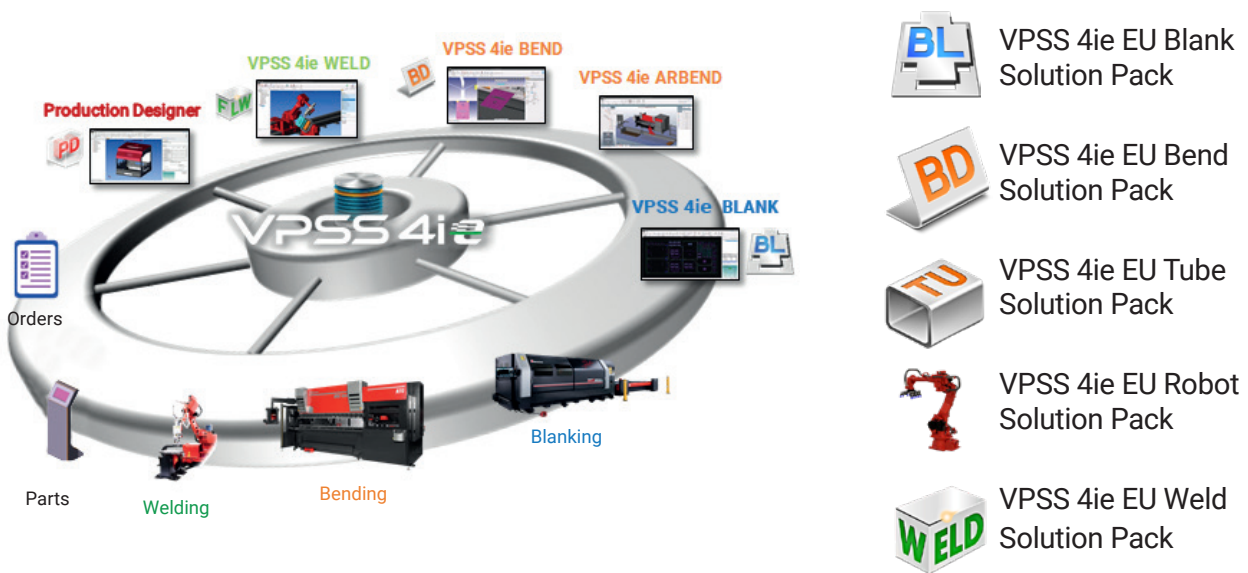 VPSS 4ie BEND
BD
VPSS 4ie WELD
VPSS 4ie ARBEND
FLW
Production Designer
PD
VPSS 4ie BLANK
VPSS 4ie
BL
Orders
Blanking
Bending
Parts
Welding
BL
VPSS 4ie EU Blank
Solution Pack
BD
VPSS 4ie EU Bend
Solution Pack
TU
VPSS 4ie EU Tube
Solution Pack
VPSS 4ie EU Robot
Solution Pack
WELD
VPSS 4ie EU Weld
Solution Pack